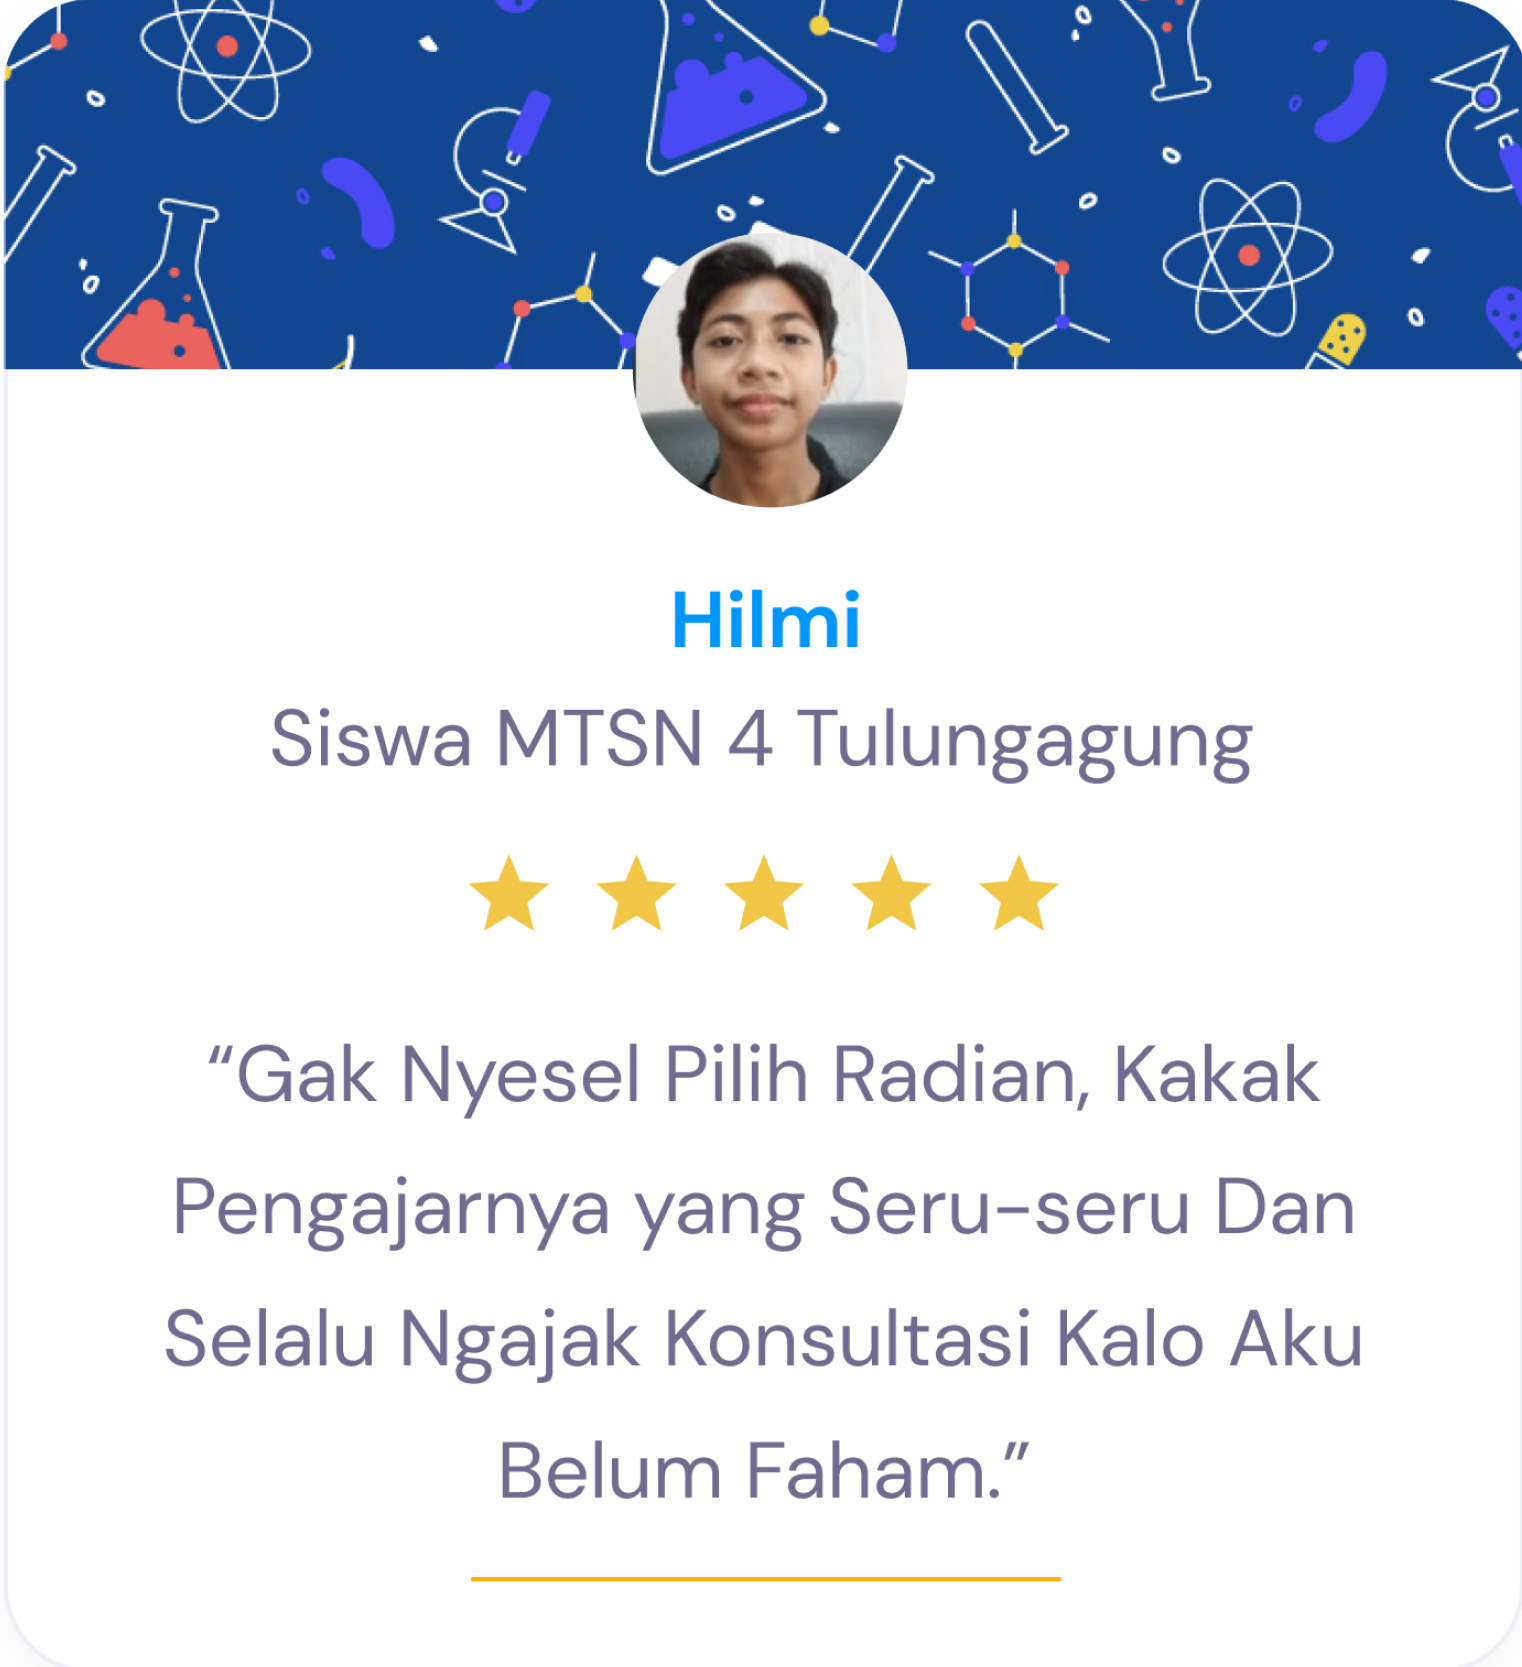 Hilmi
Siswa MTSN 4 Tulungagung
“Gak Nyesel Pilih Radian, Kakak
Pengajarnya yang Seru-seru Dan
Selalu Ngajak Konsultasi Kalo Aku
Belum Faham.”